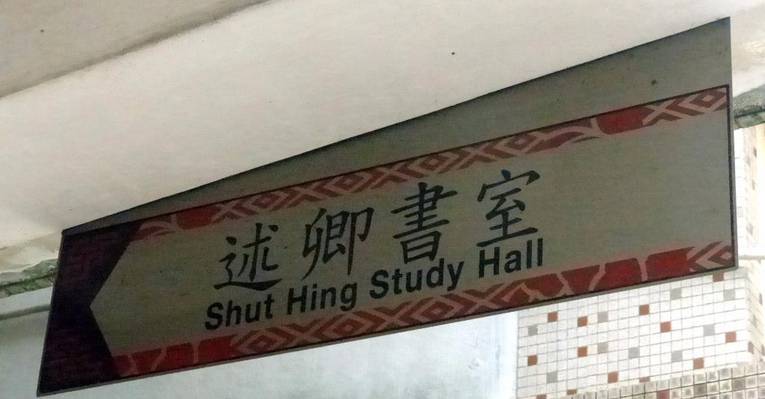 述卿書室
Shut Hing Study Hall